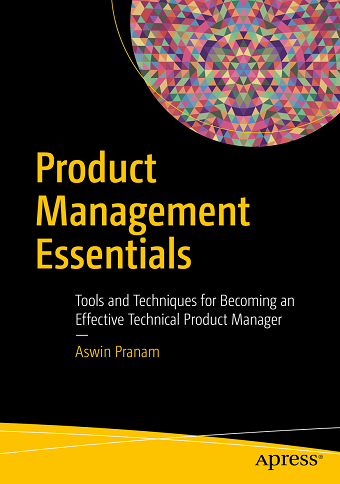 Product
Management
Essentials
Tools and Techniques for Becoming an
Effective Technical Product Manager
—
Aswin Pranam
Apress®